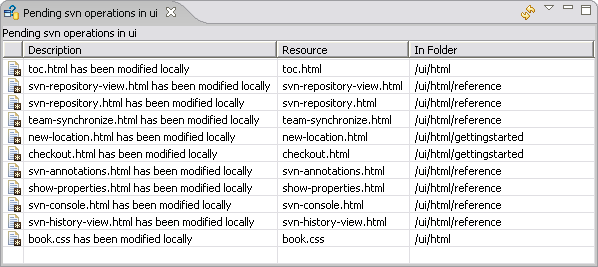 Pending svn operations in ui
Pending svn operations in ui
Description Resource In Folder
toc.html has been modified locally toc.html /ui/html
svn-repository-view.html has been modified locally svn-repository-view.html /ui/html/reference
svn-repository.html has been modified locally svn-repository.html /ui/html/reference
team-synchronize.html has been modified locally team-synchronize.html /ui/html/reference
new-location.html has been modified locally new-location.html /ui/html/gettingstarted
checkout.html has been modified locally checkout.html /ui/html/gettingstarted
svn-annotations.html has been modified locally svn-annotations.html /ui/html/reference
show-properties.html has been modified locally show-properties.html /ui/html/reference
svn-console.html has been modified locally svn-console.html /ui/html/reference
svn-history-view.html has been modified locally svn-history-view.html /ui/html/reference
book.css has been modified locally book.css /ui/html